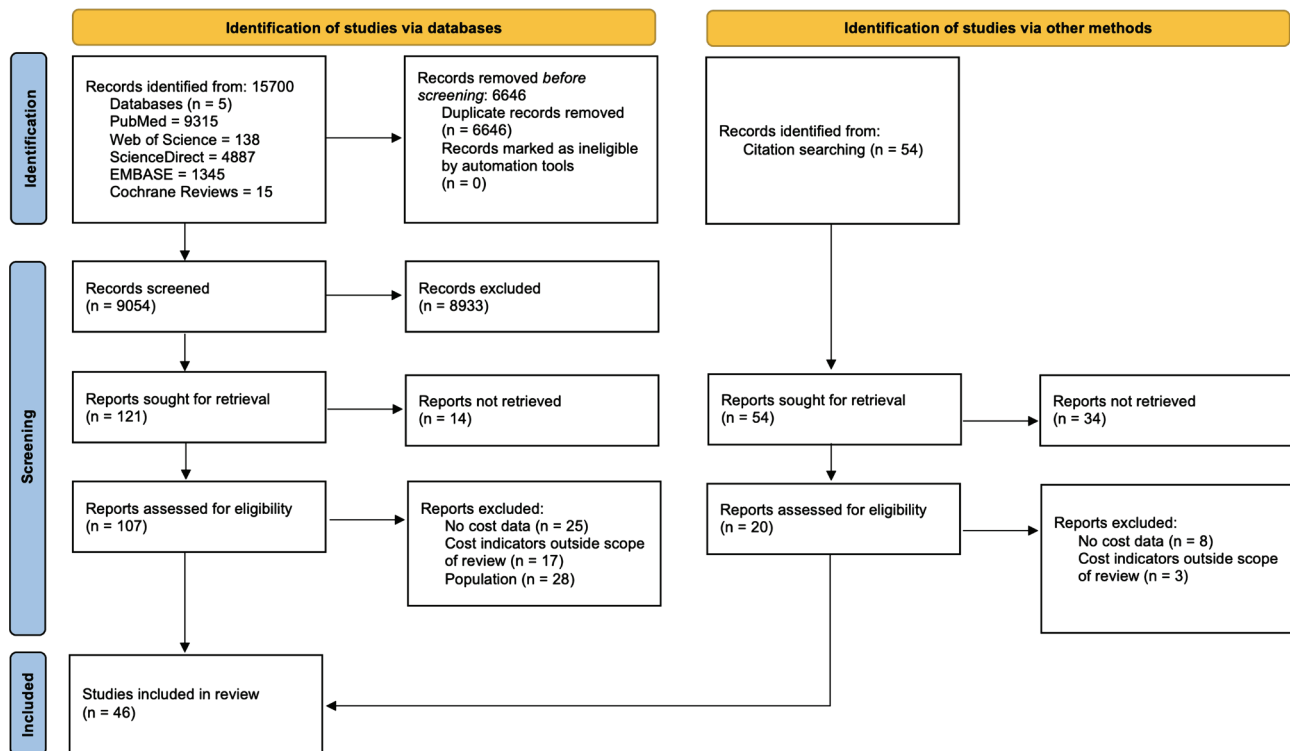 Identification of studies via databases
Identification of studies via other methods
Identification
Records identified from: 15700
Databases (n = 5)
PubMed = 9315
Web of Science = 138
ScienceDirect = 4887
EMBASE = 1345
Cochrane Reviews = 15
Records removed before
screening: 6646
Duplicate records removed
(n = 6646)
Records marked as ineligible
by automation tools
(n = 0)
Records identified from:
Citation searching (n = 54)
Screening
Records screened
(n = 9054)
Records excluded
(n = 8933)
Reports sought for retrieval
(n = 121)
Reports not retrieved
(n = 14)
Reports sought for retrieval
(n = 54)
Reports not retrieved
(n = 34)
Reports assessed for eligibility
(n = 107)
Reports excluded:
No cost data (n = 25)
Cost indicators outside scope
of review (n = 17)
Population (n = 28)
Reports assessed for eligibility
(n = 20)
Reports excluded:
No cost data (n = 8)
Cost indicators outside scope
of review (n = 3)
Included
Studies included in review
(n = 46)